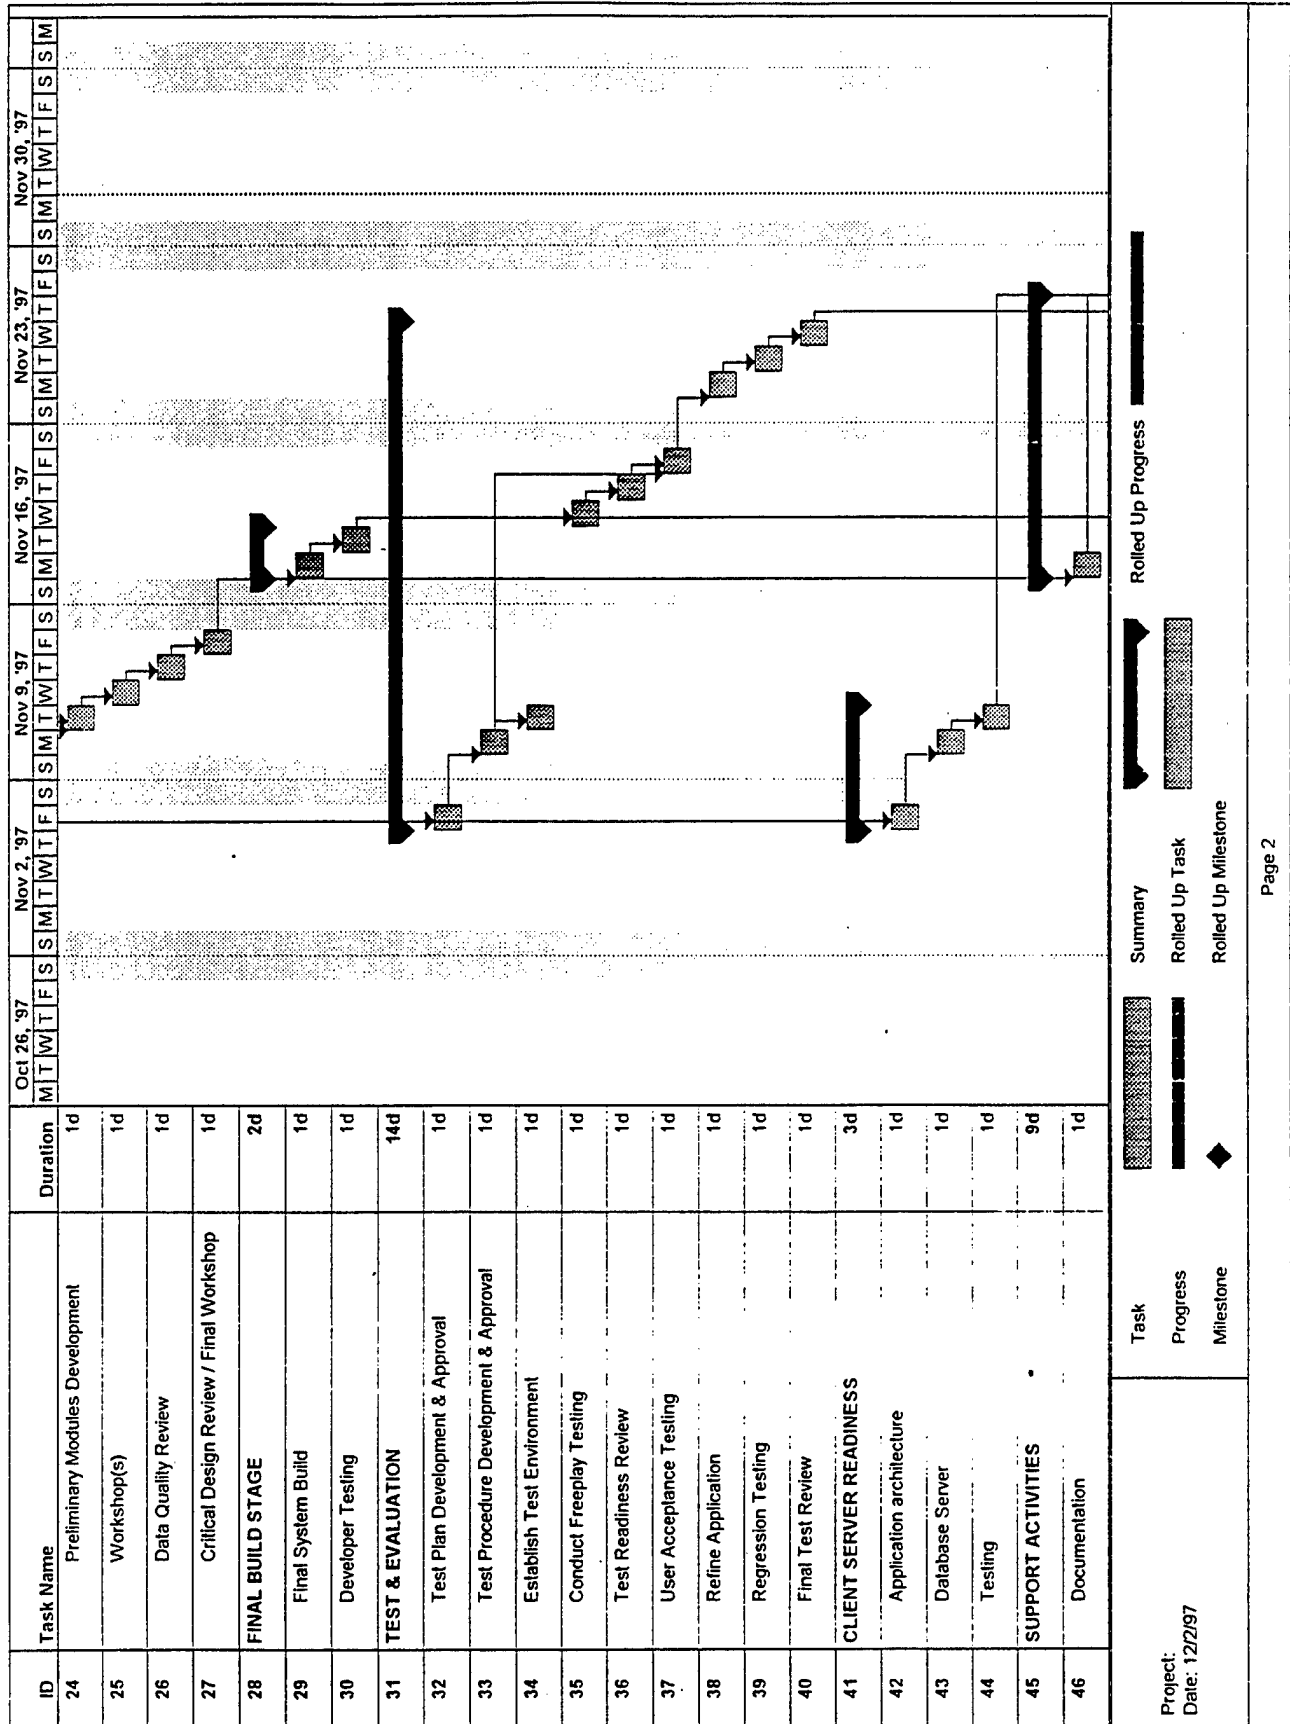 ID Task Name Duration Oct 26, '97 Nov 2, '97 Nov 9, '97 Nov 16, '97 Nov 23, '97 Nov 30, '97
M T W T F S S M T W T F S S M T W T F S S M T W T F S S M T W T F S S M T W T F S S M
24 Preliminary Modules Development 1d
25 Workshop(s) 1d
26 Data Quality Review 1d
27 Critical Design Review / Final Workshop 1d
28 FINAL BUILD STAGE 2d
29 Final System Build 1d
30 Developer Testing 1d
31 TEST & EVALUATION 14d
32 Test Plan Development & Approval 1d
33 Test Procedure Development & Approval 1d
34 Establish Test Environment 1d
35 Conduct Freeplay Testing 1d
36 Test Readiness Review 1d
37 User Acceptance Testing 1d
38 Refine Application 1d
39 Regression Testing 1d
40 Final Test Review 1d
41 CLIENT SERVER READINESS 3d
42 Application architecture 1d
43 Database Server 1d
44 Testing 1d
45 SUPPORT ACTIVITIES 9d
46 Documentation 1d
Project:
Date: 12/2/97
Task Summary Rolled Up Progress
Progress Rolled Up Task
Milestone Rolled Up Milestone
Page 2